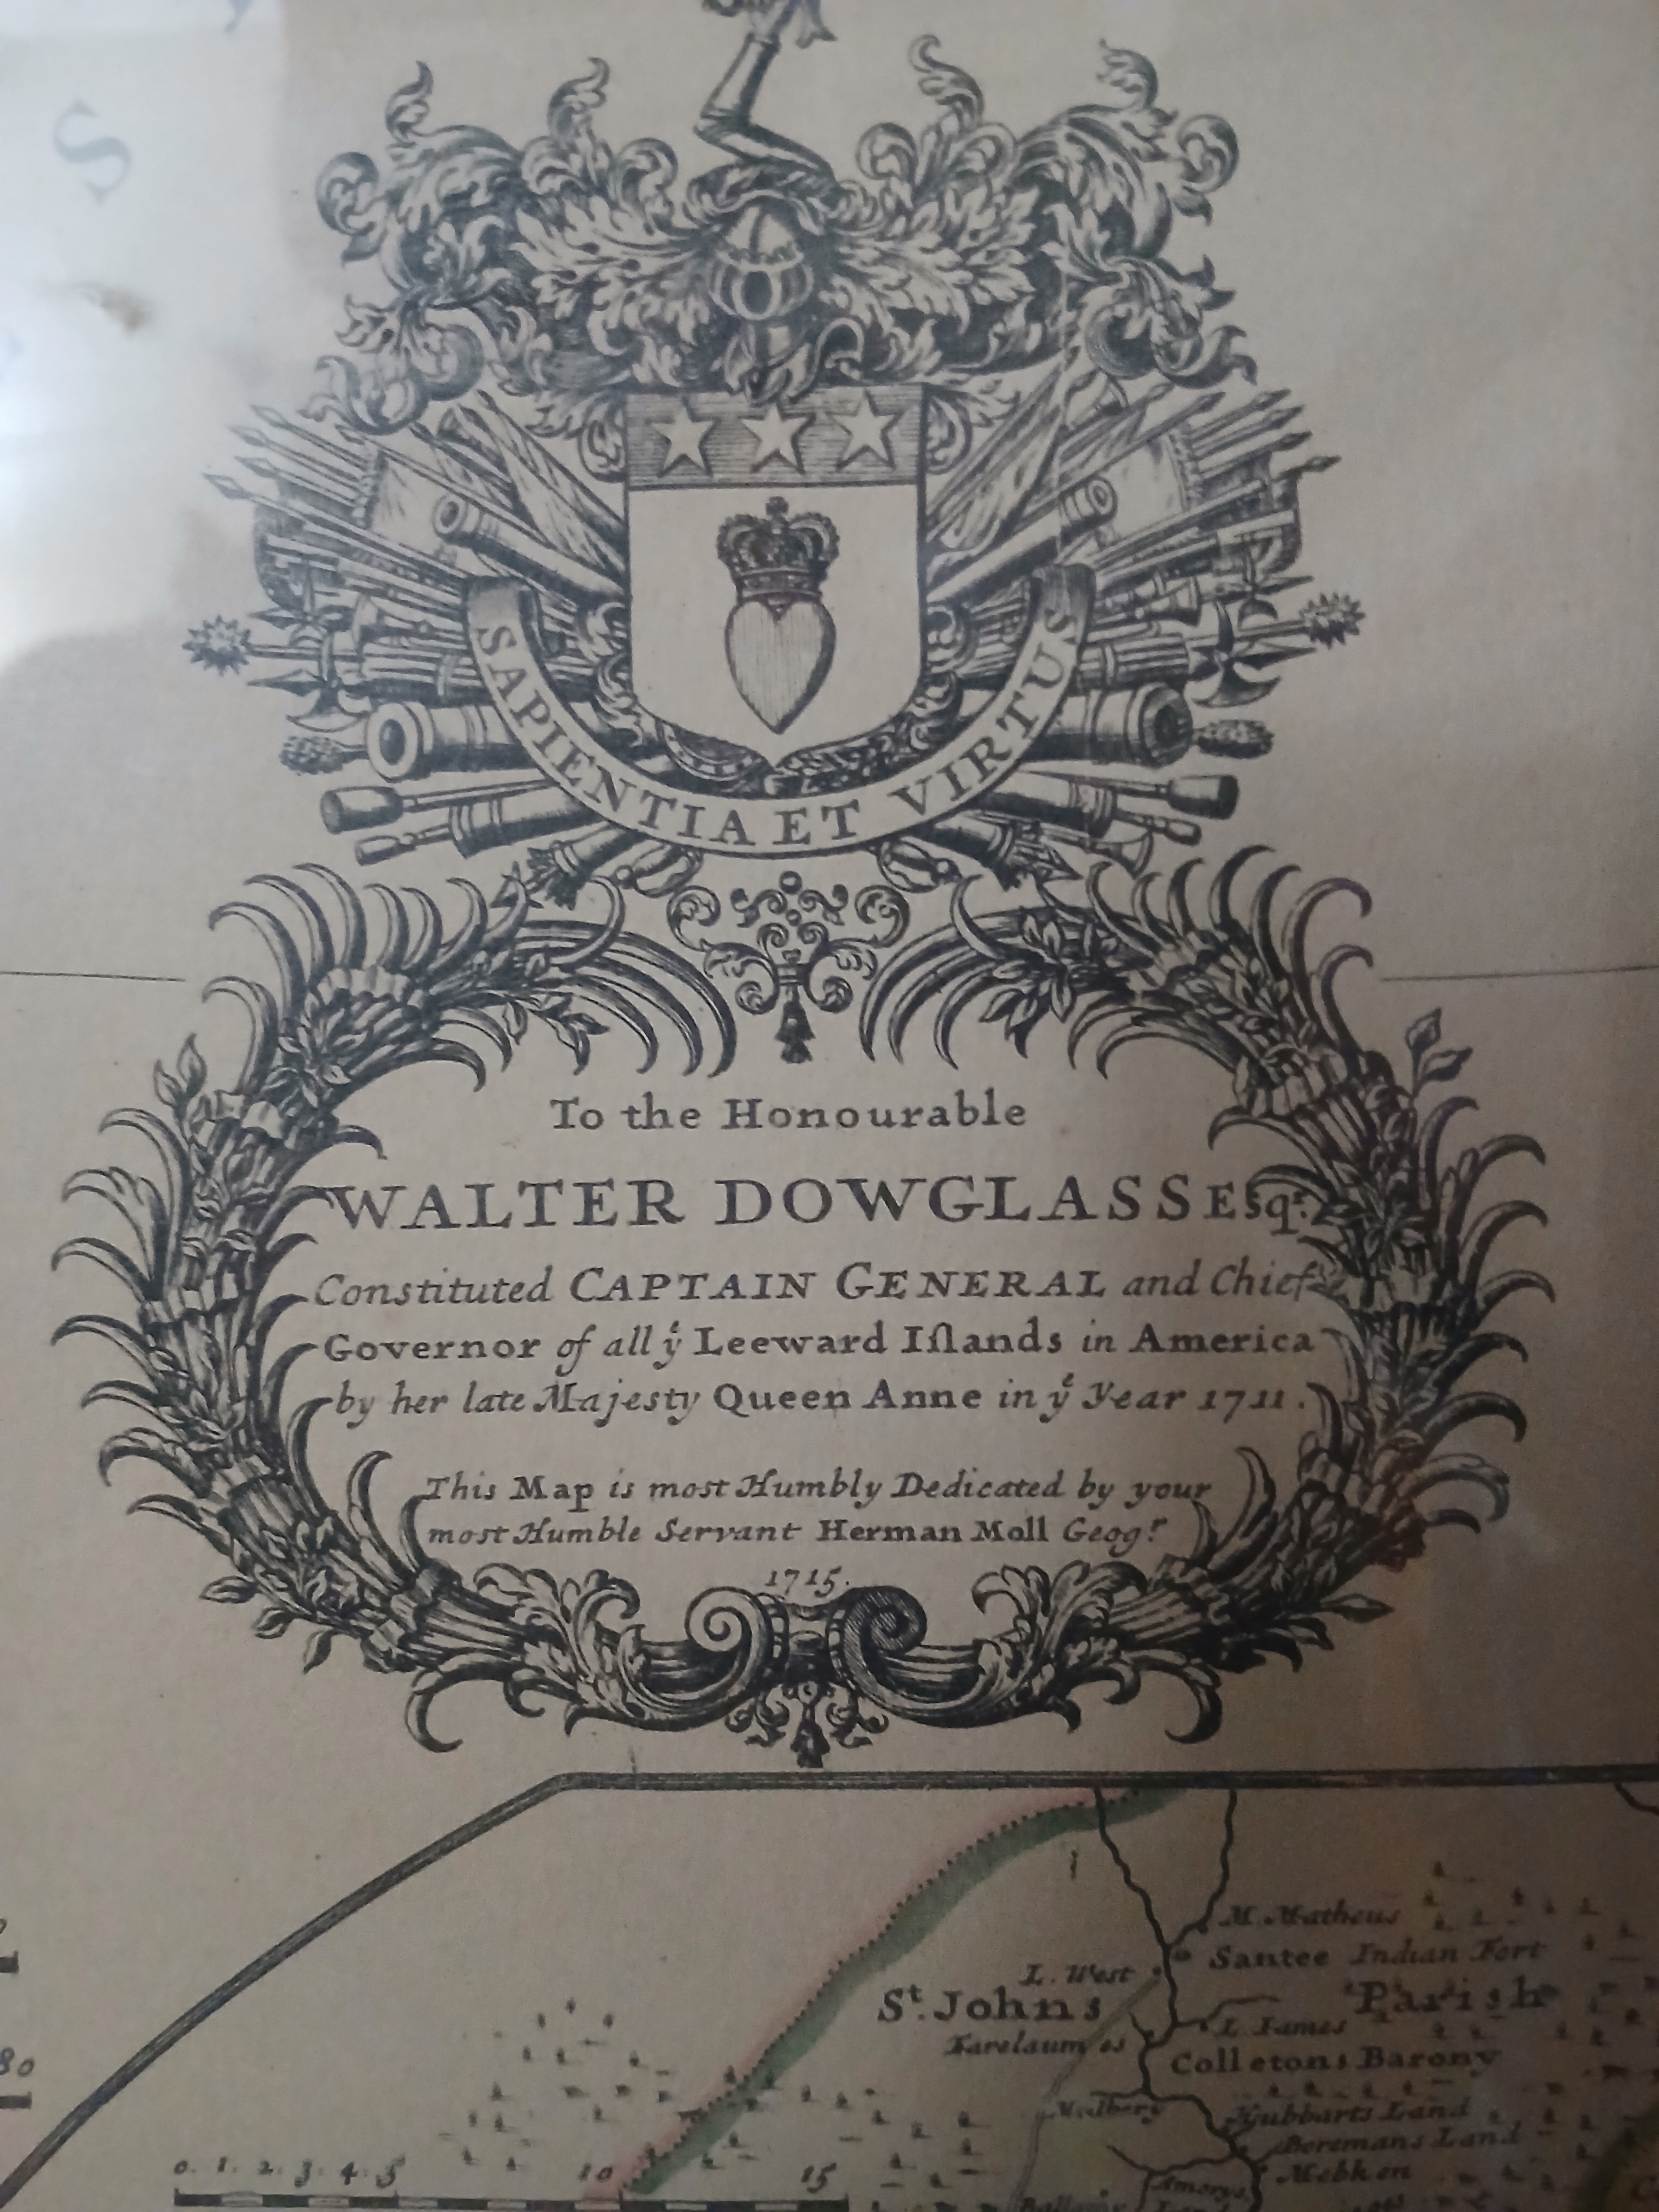 S
SAPIENTIA ET VIRTUS
To the Honourable
WALTER DOWGLASS Esqr.
Constituted CAPTAIN GENERAL and Chief
Governor of all ye Leeward Iſlands in America
by her late Majesty Queen Anne in ye Year 1711.
This Map is most Humbly Dedicated by your
most Humble Servant Herman Moll Geogr.
1715.
M. Matheus
Santee Indian Fort
L. West
St. Johns Parish
L. Iames
Colletons Barony
Hubbarts Land
Boremans Land
80
0. 1. 2. 3. 4. 5 10 15